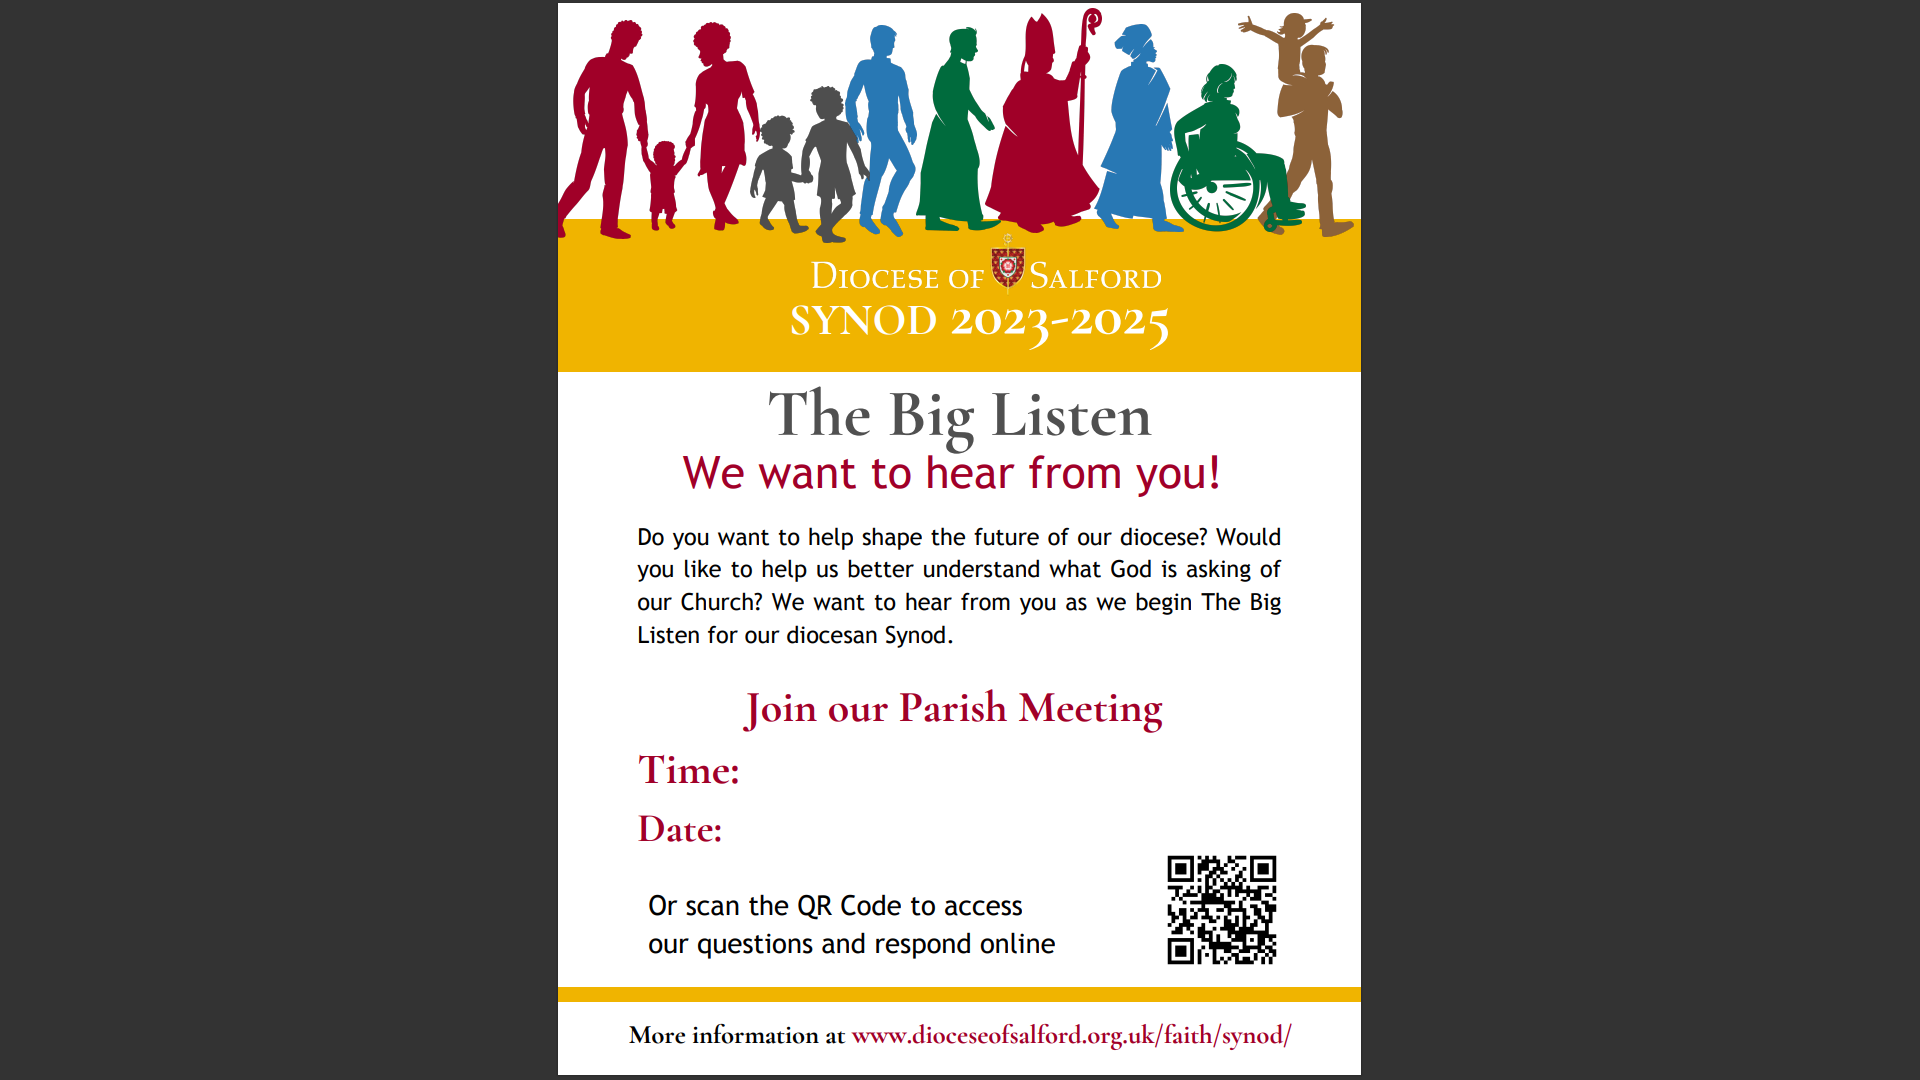 Diocese of Salford
SYNOD 2023-2025
The Big Listen
We want to hear from you!
Do you want to help shape the future of our diocese? Would
you like to help us better understand what God is asking of
our Church? We want to hear from you as we begin The Big
Listen for our diocesan Synod.
Join our Parish Meeting
Time:
Date:
Or scan the QR Code to access
our questions and respond online
More information at www.dioceseofsalford.org.uk/faith/synod/